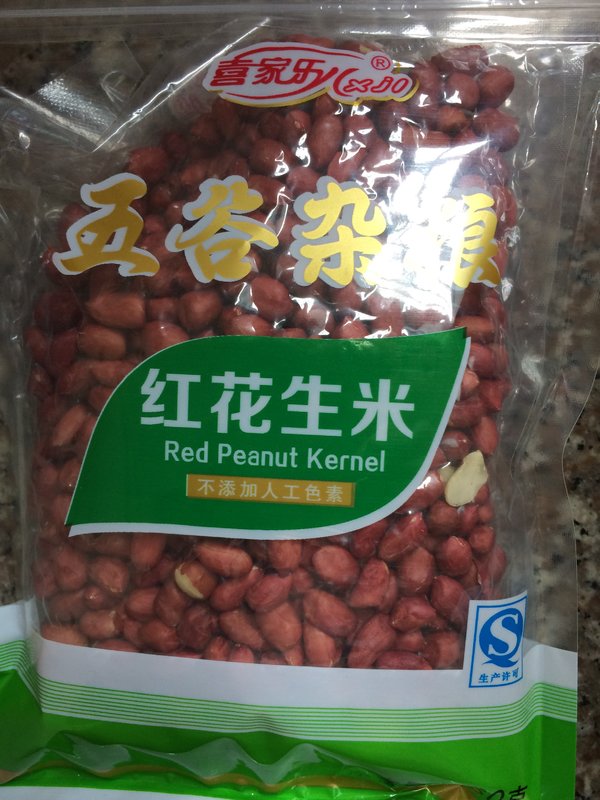 喜家乐®
五谷杂粮
红花生米
Red Peanut Kernel
不添加人工色素
生产许可